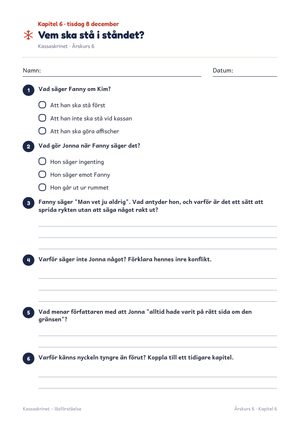 Kapitel 6 · tisdag 8 december
Vem ska stå i ståndet?
Kassaskrinet · Årskurs 6
Namn:
Datum:
1 Vad säger Fanny om Kim?
Att han ska stå först
Att han inte ska stå vid kassan
Att han ska göra affischer
2 Vad gör Jonna när Fanny säger det?
Hon säger ingenting
Hon säger emot Fanny
Hon går ut ur rummet
3 Fanny säger "Man vet ju aldrig". Vad antyder hon, och varför är det ett sätt att
sprida rykten utan att säga något rakt ut?
4 Varför säger inte Jonna något? Förklara hennes inre konflikt.
5 Vad menar författaren med att Jonna "alltid hade varit på rätt sida om den
gränsen"?
6 Varför känns nyckeln tyngre än förut? Koppla till ett tidigare kapitel.
Kassaskrinet – läsförståelse
Årskurs 6 · Kapitel 6